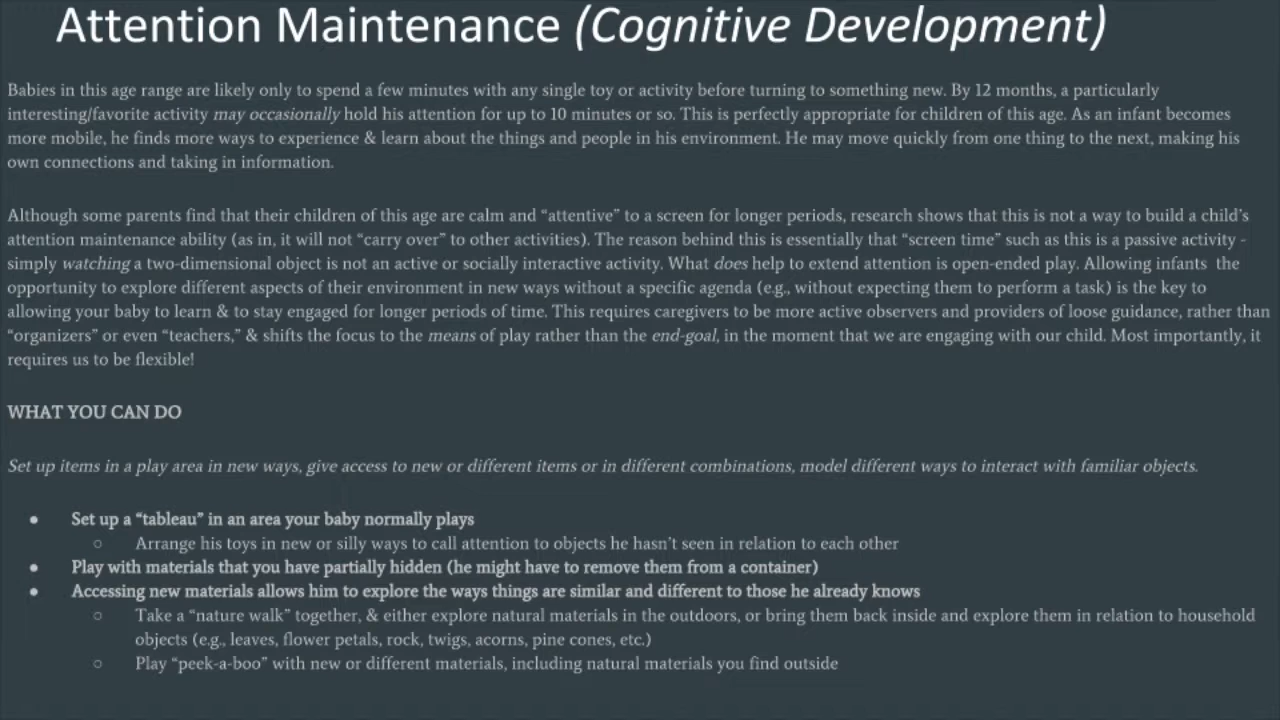 Attention Maintenance (Cognitive Development)
Babies in this age range are likely only to spend a few minutes with any single toy or activity before turning to something new. By 12 months, a particularly
interesting/favorite activity may occasionally hold his attention for up to 10 minutes or so. This is perfectly appropriate for children of this age. As an infant becomes
more mobile, he finds more ways to experience & learn about the things and people in his environment. He may move quickly from one thing to the next, making his
own connections and taking in information.
Although some parents find that their children of this age are calm and “attentive” to a screen for longer periods, research shows that this is not a way to build a child’s
attention maintenance ability (as in, it will not “carry over” to other activities). The reason behind this is essentially that “screen time” such as this is a passive activity -
simply watching a two-dimensional object is not an active or socially interactive activity. What does help to extend attention is open-ended play. Allowing infants the
opportunity to explore different aspects of their environment in new ways without a specific agenda (e.g., without expecting them to perform a task) is the key to
allowing your baby to learn & to stay engaged for longer periods of time. This requires caregivers to be more active observers and providers of loose guidance, rather than
“organizers” or even “teachers,” & shifts the focus to the means of play rather than the end-goal, in the moment that we are engaging with our child. Most importantly, it
requires us to be flexible!
WHAT YOU CAN DO
Set up items in a play area in new ways, give access to new or different items or in different combinations, model different ways to interact with familiar objects.
● Set up a “tableau” in an area your baby normally plays
○ Arrange his toys in new or silly ways to call attention to objects he hasn’t seen in relation to each other
● Play with materials that you have partially hidden (he might have to remove them from a container)
● Accessing new materials allows him to explore the ways things are similar and different to those he already knows
○ Take a “nature walk” together, & either explore natural materials in the outdoors, or bring them back inside and explore them in relation to household
objects (e.g., leaves, flower petals, rock, twigs, acorns, pine cones, etc.)
○ Play “peek-a-boo” with new or different materials, including natural materials you find outside